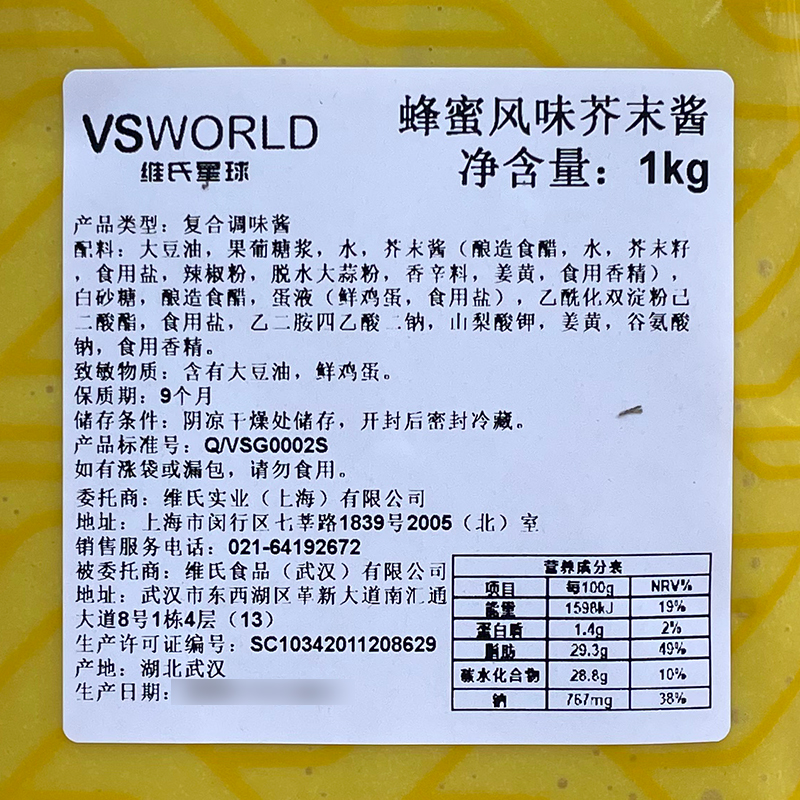 VSWORLD
维氏星球
蜂蜜风味芥末酱
净含量：1kg
产品类型：复合调味酱
配料：大豆油，果葡糖浆，水，芥末酱（酿造食醋，水，芥末籽
，食用盐，辣椒粉，脱水大蒜粉，香辛料，姜黄，食用香精），
白砂糖，酿造食醋，蛋液（鲜鸡蛋，食用盐），乙酰化双淀粉己
二酸酯，食用盐，乙二胺四乙酸二钠，山梨酸钾，姜黄，谷氨酸
钠，食用香精。
致敏物质：含有大豆油，鲜鸡蛋。
保质期：9个月
储存条件：阴凉干燥处储存，开封后密封冷藏。
产品标准号：Q/VSG0002S
如有涨袋或漏包，请勿食用。
委托商：维氏实业（上海）有限公司
地址：上海市闵行区七莘路1839号2005（北）室
销售服务电话：021-64192672
被委托商：维氏食品（武汉）有限公司
地址：武汉市东西湖区革新大道南汇通
大道8号1栋4层（13）
生产许可证编号：SC10342011208629
产地：湖北武汉
生产日期：
营养成分表
项目 每100g NRV%
能量 1598kJ 19%
蛋白质 1.4g 2%
脂肪 29.3g 49%
碳水化合物 28.8g 10%
钠 767mg 38%